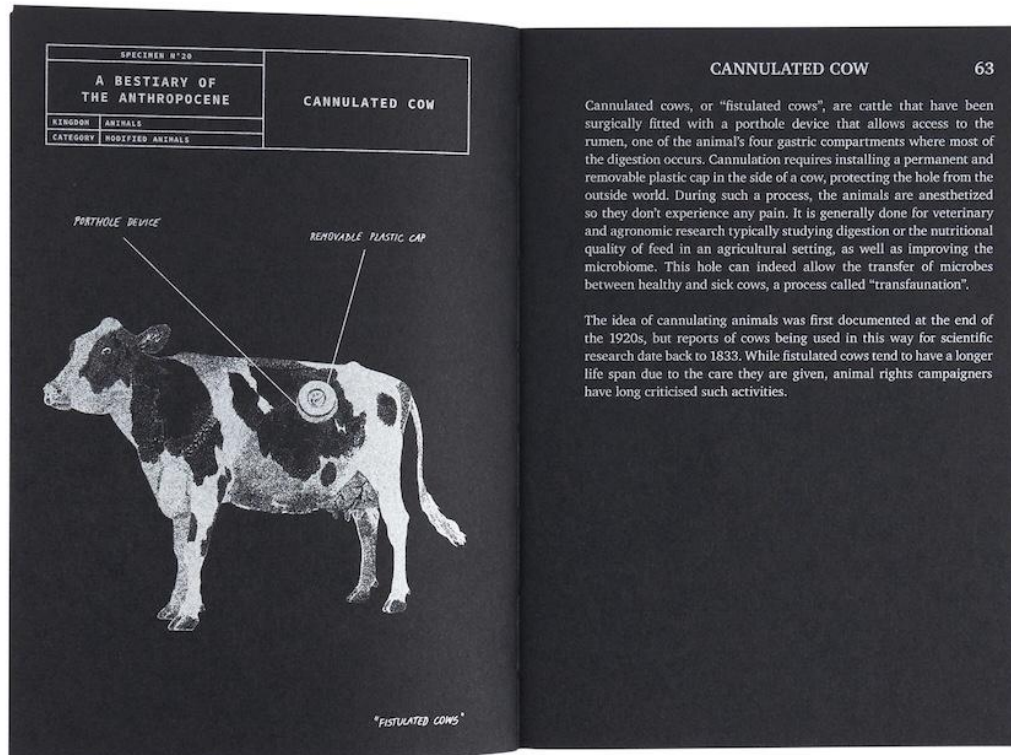 SPECIMEN N°20
A BESTIARY OF
THE ANTHROPOCENE
KINGDOM ANIMALS
CATEGORY MODIFIED ANIMALS
CANNULATED COW
PORTHOLE DEVICE
REMOVABLE PLASTIC CAP
"FISTULATED COWS"
CANNULATED COW 63
Cannulated cows, or “fistulated cows”, are cattle that have been
surgically fitted with a porthole device that allows access to the
rumen, one of the animal's four gastric compartments where most of
the digestion occurs. Cannulation requires installing a permanent and
removable plastic cap in the side of a cow, protecting the hole from the
outside world. During such a process, the animals are anesthetized
so they don't experience any pain. It is generally done for veterinary
and agronomic research typically studying digestion or the nutritional
quality of feed in an agricultural setting, as well as improving the
microbiome. This hole can indeed allow the transfer of microbes
between healthy and sick cows, a process called “transfaunation”.
The idea of cannulating animals was first documented at the end of
the 1920s, but reports of cows being used in this way for scientific
research date back to 1833. While fistulated cows tend to have a longer
life span due to the care they are given, animal rights campaigners
have long criticised such activities.